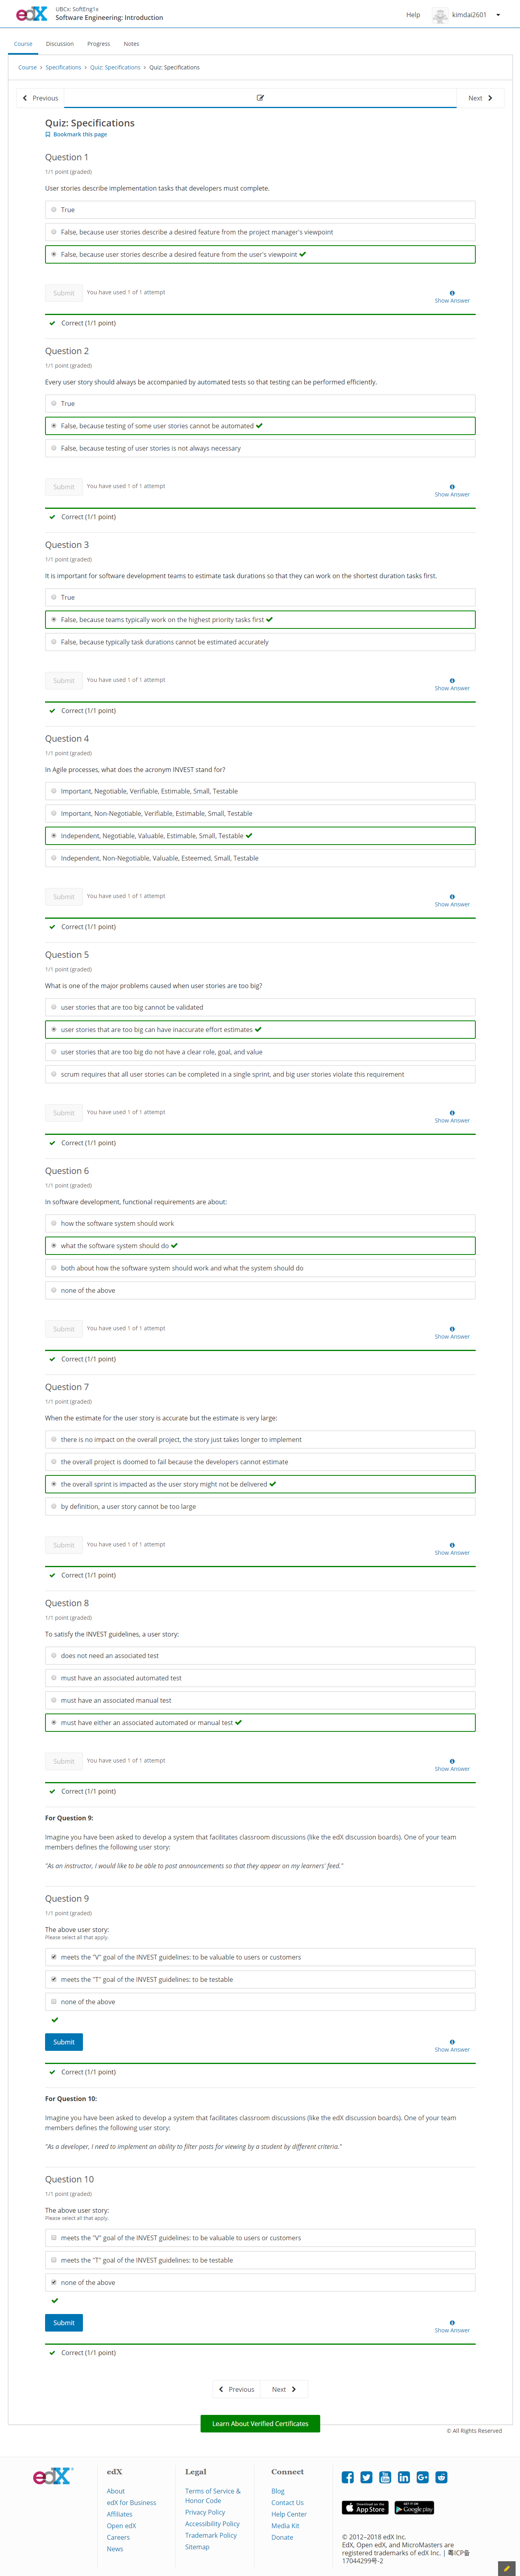 edX
UBCx: SoftEng1x
Software Engineering: Introduction
Help
kimdai2601
Course
Discussion
Progress
Notes
Course > Specifications > Quiz: Specifications > Quiz: Specifications
Previous
Next
Quiz: Specifications
Bookmark this page
Question 1
1/1 point (graded)
User stories describe implementation tasks that developers must complete.
True
False, because user stories describe a desired feature from the project manager's viewpoint
False, because user stories describe a desired feature from the user's viewpoint
Submit
You have used 1 of 1 attempt
Show Answer
Correct (1/1 point)
Question 2
1/1 point (graded)
Every user story should always be accompanied by automated tests so that testing can be performed efficiently.
True
False, because testing of some user stories cannot be automated
False, because testing of user stories is not always necessary
Submit
You have used 1 of 1 attempt
Show Answer
Correct (1/1 point)
Question 3
1/1 point (graded)
It is important for software development teams to estimate task durations so that they can work on the shortest duration tasks first.
True
False, because teams typically work on the highest priority tasks first
False, because typically task durations cannot be estimated accurately
Submit
You have used 1 of 1 attempt
Show Answer
Correct (1/1 point)
Question 4
1/1 point (graded)
In Agile processes, what does the acronym INVEST stand for?
Important, Negotiable, Verifiable, Estimable, Small, Testable
Important, Non-Negotiable, Verifiable, Estimable, Small, Testable
Independent, Negotiable, Valuable, Estimable, Small, Testable
Independent, Non-Negotiable, Valuable, Esteemed, Small, Testable
Submit
You have used 1 of 1 attempt
Show Answer
Correct (1/1 point)
Question 5
1/1 point (graded)
What is one of the major problems caused when user stories are too big?
user stories that are too big cannot be validated
user stories that are too big can have inaccurate effort estimates
user stories that are too big do not have a clear role, goal, and value
scrum requires that all user stories can be completed in a single sprint, and big user stories violate this requirement
Submit
You have used 1 of 1 attempt
Show Answer
Correct (1/1 point)
Question 6
1/1 point (graded)
In software development, functional requirements are about:
how the software system should work
what the software system should do
both about how the software system should work and what the system should do
none of the above
Submit
You have used 1 of 1 attempt
Show Answer
Correct (1/1 point)
Question 7
1/1 point (graded)
When the estimate for the user story is accurate but the estimate is very large:
there is no impact on the overall project, the story just takes longer to implement
the overall project is doomed to fail because the developers cannot estimate
the overall sprint is impacted as the user story might not be delivered
by definition, a user story cannot be too large
Submit
You have used 1 of 1 attempt
Show Answer
Correct (1/1 point)
Question 8
1/1 point (graded)
To satisfy the INVEST guidelines, a user story:
does not need an associated test
must have an associated automated test
must have an associated manual test
must have either an associated automated or manual test
Submit
You have used 1 of 1 attempt
Show Answer
Correct (1/1 point)
For Question 9:
Imagine you have been asked to develop a system that facilitates classroom discussions (like the edX discussion boards). One of your team
members defines the following user story:
"As an instructor, I would like to be able to post announcements so that they appear on my learners' feed."
Question 9
1/1 point (graded)
The above user story:
Please select all that apply.
meets the "V" goal of the INVEST guidelines: to be valuable to users or customers
meets the "T" goal of the INVEST guidelines: to be testable
none of the above
Submit
Show Answer
Correct (1/1 point)
For Question 10:
Imagine you have been asked to develop a system that facilitates classroom discussions (like the edX discussion boards). One of your team
members defines the following user story:
"As a developer, I need to implement an ability to filter posts for viewing by a student by different criteria."
Question 10
1/1 point (graded)
The above user story:
Please select all that apply.
meets the "V" goal of the INVEST guidelines: to be valuable to users or customers
meets the "T" goal of the INVEST guidelines: to be testable
none of the above
Submit
Show Answer
Correct (1/1 point)
Previous
Next
Learn About Verified Certificates
© All Rights Reserved
edX
edX
About
edX for Business
Affiliates
Open edX
Careers
News
Legal
Terms of Service &
Honor Code
Privacy Policy
Accessibility Policy
Trademark Policy
Sitemap
Connect
Blog
Contact Us
Help Center
Media Kit
Donate
Download on the
App Store
GET IT ON
Google play
© 2012–2018 edX Inc.
EdX, Open edX, and MicroMasters are
registered trademarks of edX Inc. | 粤ICP备
17044299号-2